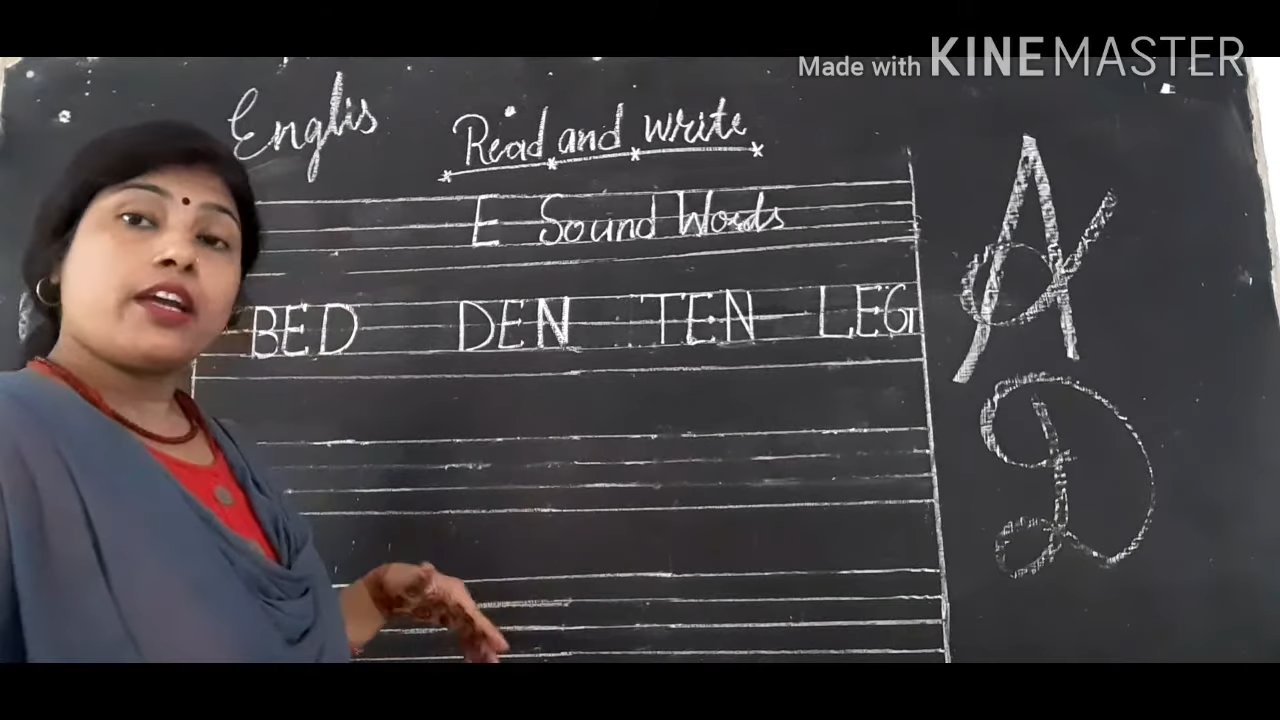 Made with KINEMASTER
Englis
Read and write
E Sound Words
BED DEN TEN LEG
A
D